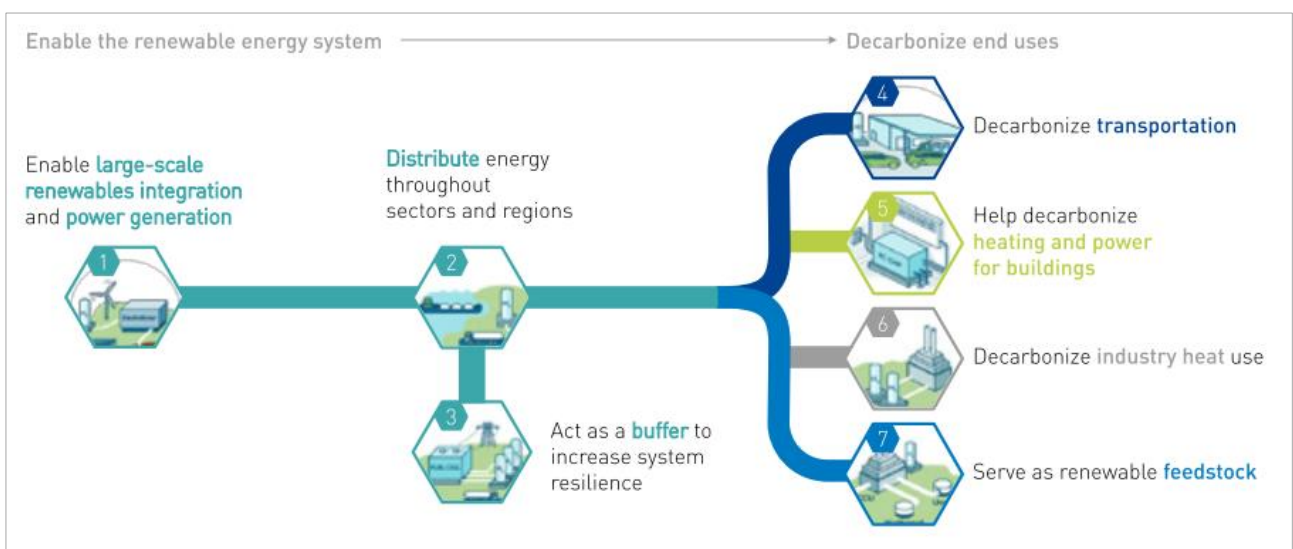 Enable the renewable energy system
Decarbonize end uses
1
Enable large-scale
renewables integration
and power generation
2
Distribute energy
throughout
sectors and regions
3
Act as a buffer to
increase system
resilience
4
Decarbonize transportation
5
Help decarbonize
heating and power
for buildings
6
Decarbonize industry heat use
7
Serve as renewable feedstock